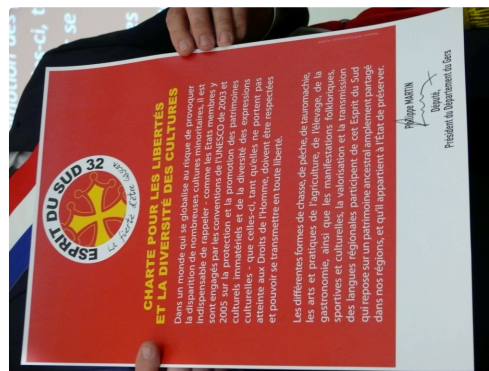 ESPRIT DU SUD 32
La fierté d'être Gascon
CHARTE POUR LES LIBERTÉS
ET LA DIVERSITÉ DES CULTURES
Dans un monde qui se globalise au risque de provoquer
la disparition de nombreuses cultures minoritaires, il est
indispensable de rappeler - comme les Etats membres y
sont engagés par les conventions de l'UNESCO de 2003 et
2005 sur la protection et la promotion des patrimoines
culturels immatériels et de la diversité des expressions
culturelles - que celles-ci, tant qu'elles ne portent pas
atteinte aux Droits de l'Homme, doivent être respectées
et pouvoir se transmettre en toute liberté.
Les différentes formes de chasse, de pêche, de tauromachie,
les arts et pratiques de l'agriculture, de l'élevage, de la
gastronomie, ainsi que les manifestations folkloriques,
sportives et culturelles, la valorisation et la transmission
des langues régionales participent de cet Esprit du Sud
qui repose sur un patrimoine ancestral amplement partagé
dans nos régions, et qu'il appartient à l'Etat de préserver.
Philippe MARTIN
Député,
Président du Département du Gers